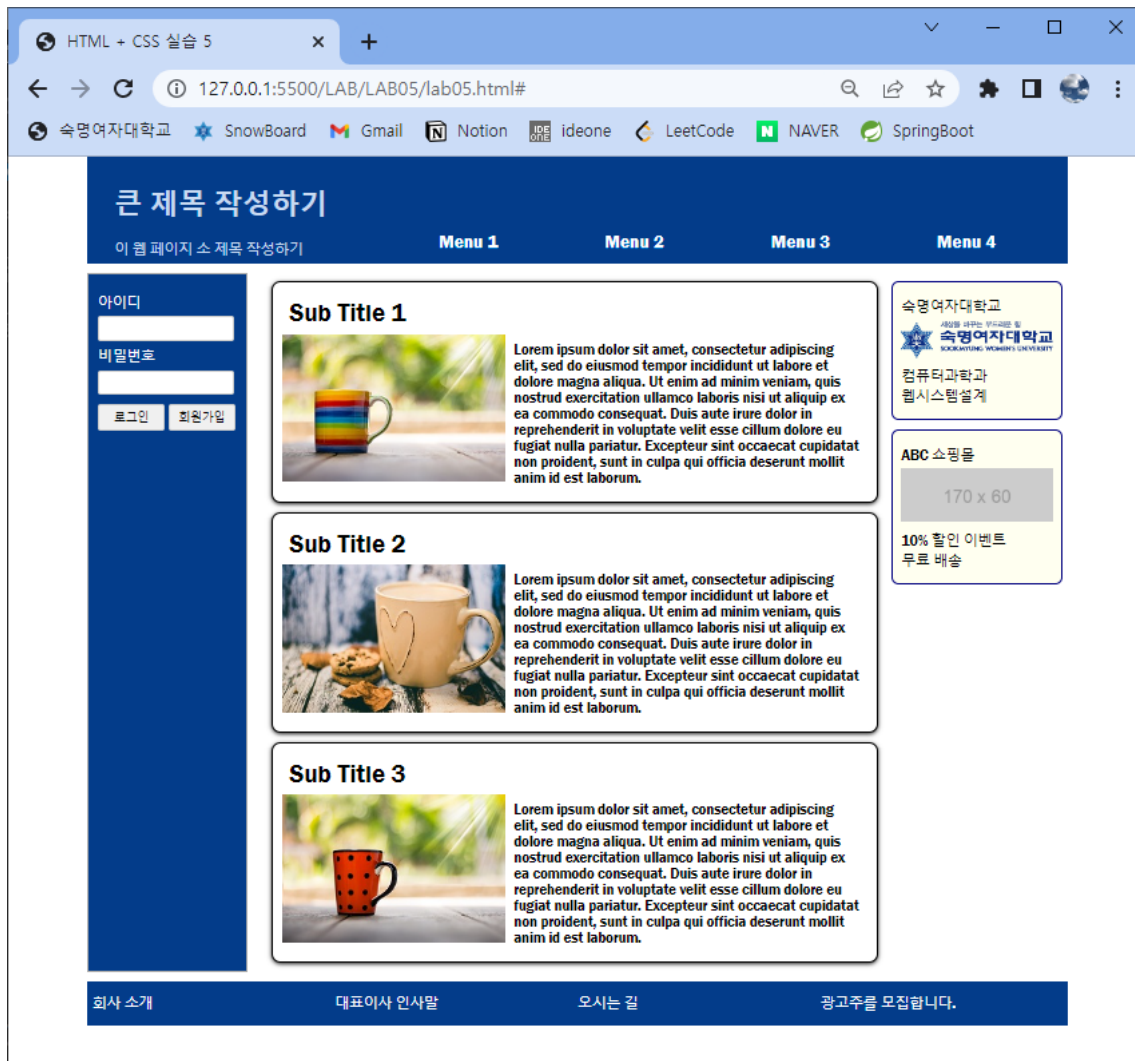 HTML + CSS 실습 5
127.0.0.1:5500/LAB/LAB05/lab05.html#
숙명여자대학교 SnowBoard Gmail Notion ideone LeetCode NAVER SpringBoot
큰 제목 작성하기
이 웹 페이지 소 제목 작성하기
Menu 1 Menu 2 Menu 3 Menu 4
아이디
비밀번호
로그인 회원가입
Sub Title 1
Lorem ipsum dolor sit amet, consectetur adipiscing
elit, sed do eiusmod tempor incididunt ut labore et
dolore magna aliqua. Ut enim ad minim veniam, quis
nostrud exercitation ullamco laboris nisi ut aliquip ex
ea commodo consequat. Duis aute irure dolor in
reprehenderit in voluptate velit esse cillum dolore eu
fugiat nulla pariatur. Excepteur sint occaecat cupidatat
non proident, sunt in culpa qui officia deserunt mollit
anim id est laborum.
Sub Title 2
Lorem ipsum dolor sit amet, consectetur adipiscing
elit, sed do eiusmod tempor incididunt ut labore et
dolore magna aliqua. Ut enim ad minim veniam, quis
nostrud exercitation ullamco laboris nisi ut aliquip ex
ea commodo consequat. Duis aute irure dolor in
reprehenderit in voluptate velit esse cillum dolore eu
fugiat nulla pariatur. Excepteur sint occaecat cupidatat
non proident, sunt in culpa qui officia deserunt mollit
anim id est laborum.
Sub Title 3
Lorem ipsum dolor sit amet, consectetur adipiscing
elit, sed do eiusmod tempor incididunt ut labore et
dolore magna aliqua. Ut enim ad minim veniam, quis
nostrud exercitation ullamco laboris nisi ut aliquip ex
ea commodo consequat. Duis aute irure dolor in
reprehenderit in voluptate velit esse cillum dolore eu
fugiat nulla pariatur. Excepteur sint occaecat cupidatat
non proident, sunt in culpa qui officia deserunt mollit
anim id est laborum.
숙명여자대학교
세상을 바꾸는 부드러운 힘
숙명여자대학교
SOOKMYUNG WOMEN'S UNIVERSITY
컴퓨터과학과
웹시스템설계
ABC 쇼핑몰
170 x 60
10% 할인 이벤트
무료 배송
회사 소개 대표이사 인사말 오시는 길 광고주를 모집합니다.